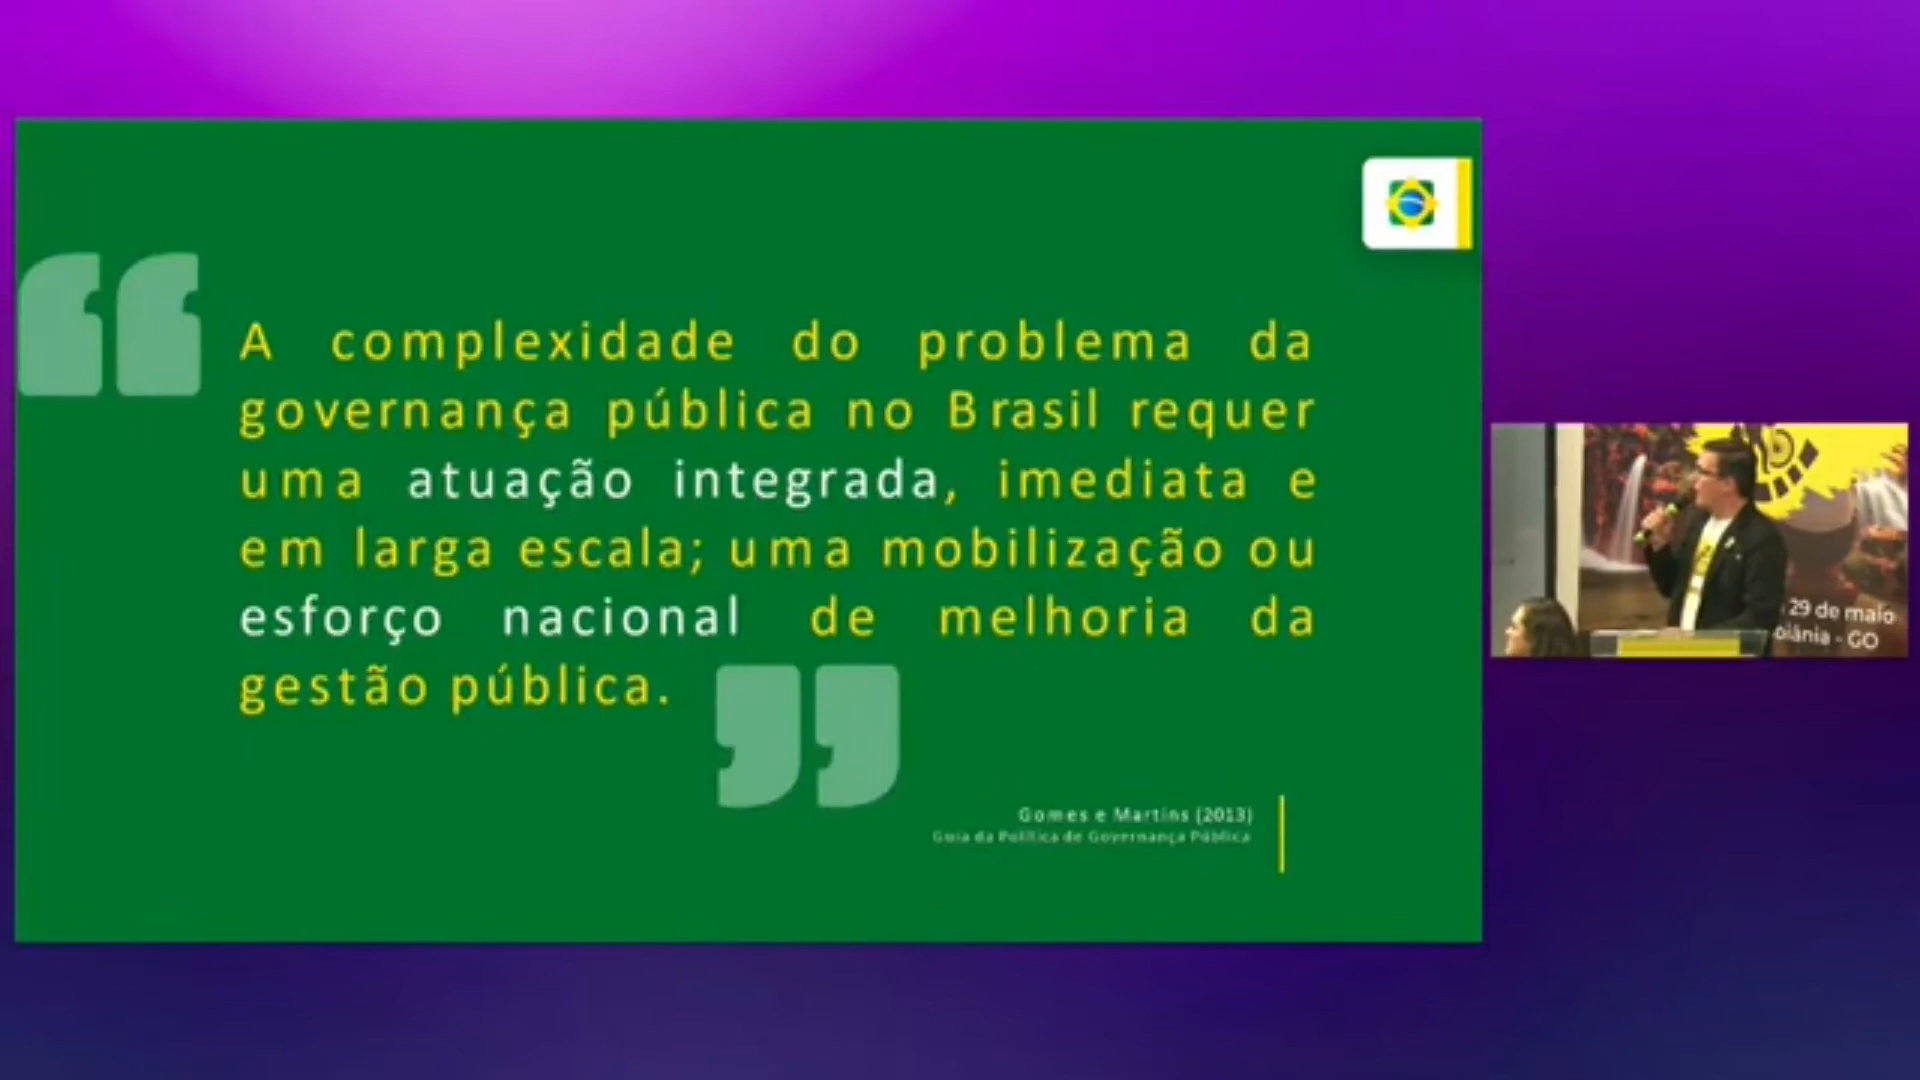 A complexidade do problema da
governança pública no Brasil requer
uma atuação integrada, imediata e
em larga escala; uma mobilização ou
esforço nacional de melhoria da
gestão pública.
Gomes e Martins (2013)
Guia da Política de Governança Pública
29 de maio
oiânia - GO